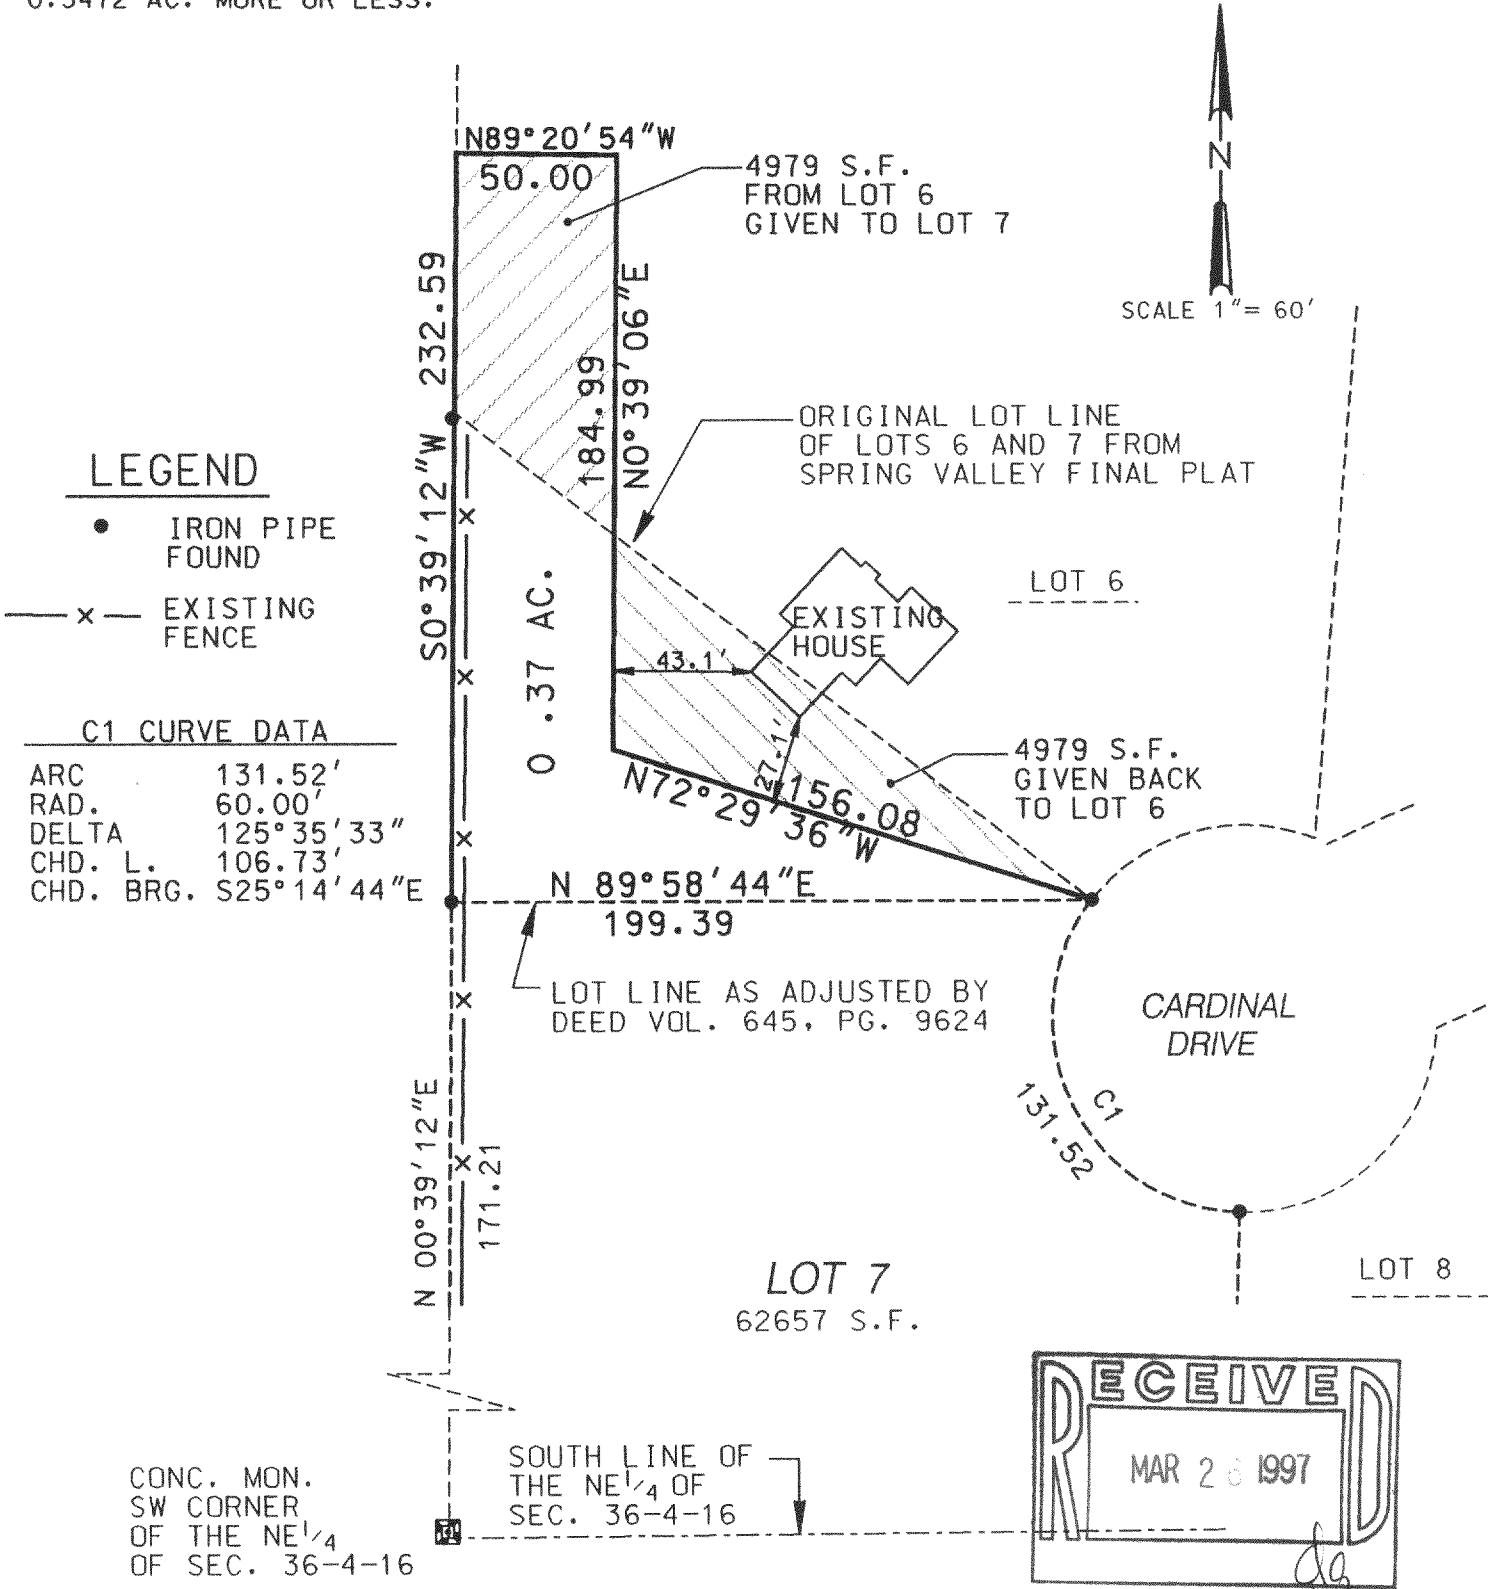 0.3472 AC. MORE OR LESS.
N89°20'54"W
50.00
4979 S.F.
FROM LOT 6
GIVEN TO LOT 7
N
SCALE 1"= 60'
232.59
S0°39'12"W
184.99
N0°39'06"E
ORIGINAL LOT LINE
OF LOTS 6 AND 7 FROM
SPRING VALLEY FINAL PLAT
LEGEND
IRON PIPE
FOUND
x EXISTING
FENCE
LOT 6
EXISTING
HOUSE
43.1'
27.1'
0.37 AC.
C1 CURVE DATA
ARC 131.52'
RAD. 60.00'
DELTA 125°35'33"
CHD. L. 106.73'
CHD. BRG. S25°14'44"E
4979 S.F.
GIVEN BACK
TO LOT 6
N72°29'36"W
156.08
N 89°58'44"E
199.39
LOT LINE AS ADJUSTED BY
DEED VOL. 645, PG. 9624
CARDINAL
DRIVE
C1
131.52
N 00°39'12"E
171.21
LOT 7
62657 S.F.
LOT 8
RECEIVED
MAR 2 1997
da
CONC. MON.
SW CORNER
OF THE NE1/4
OF SEC. 36-4-16
SOUTH LINE OF
THE NE1/4 OF
SEC. 36-4-16